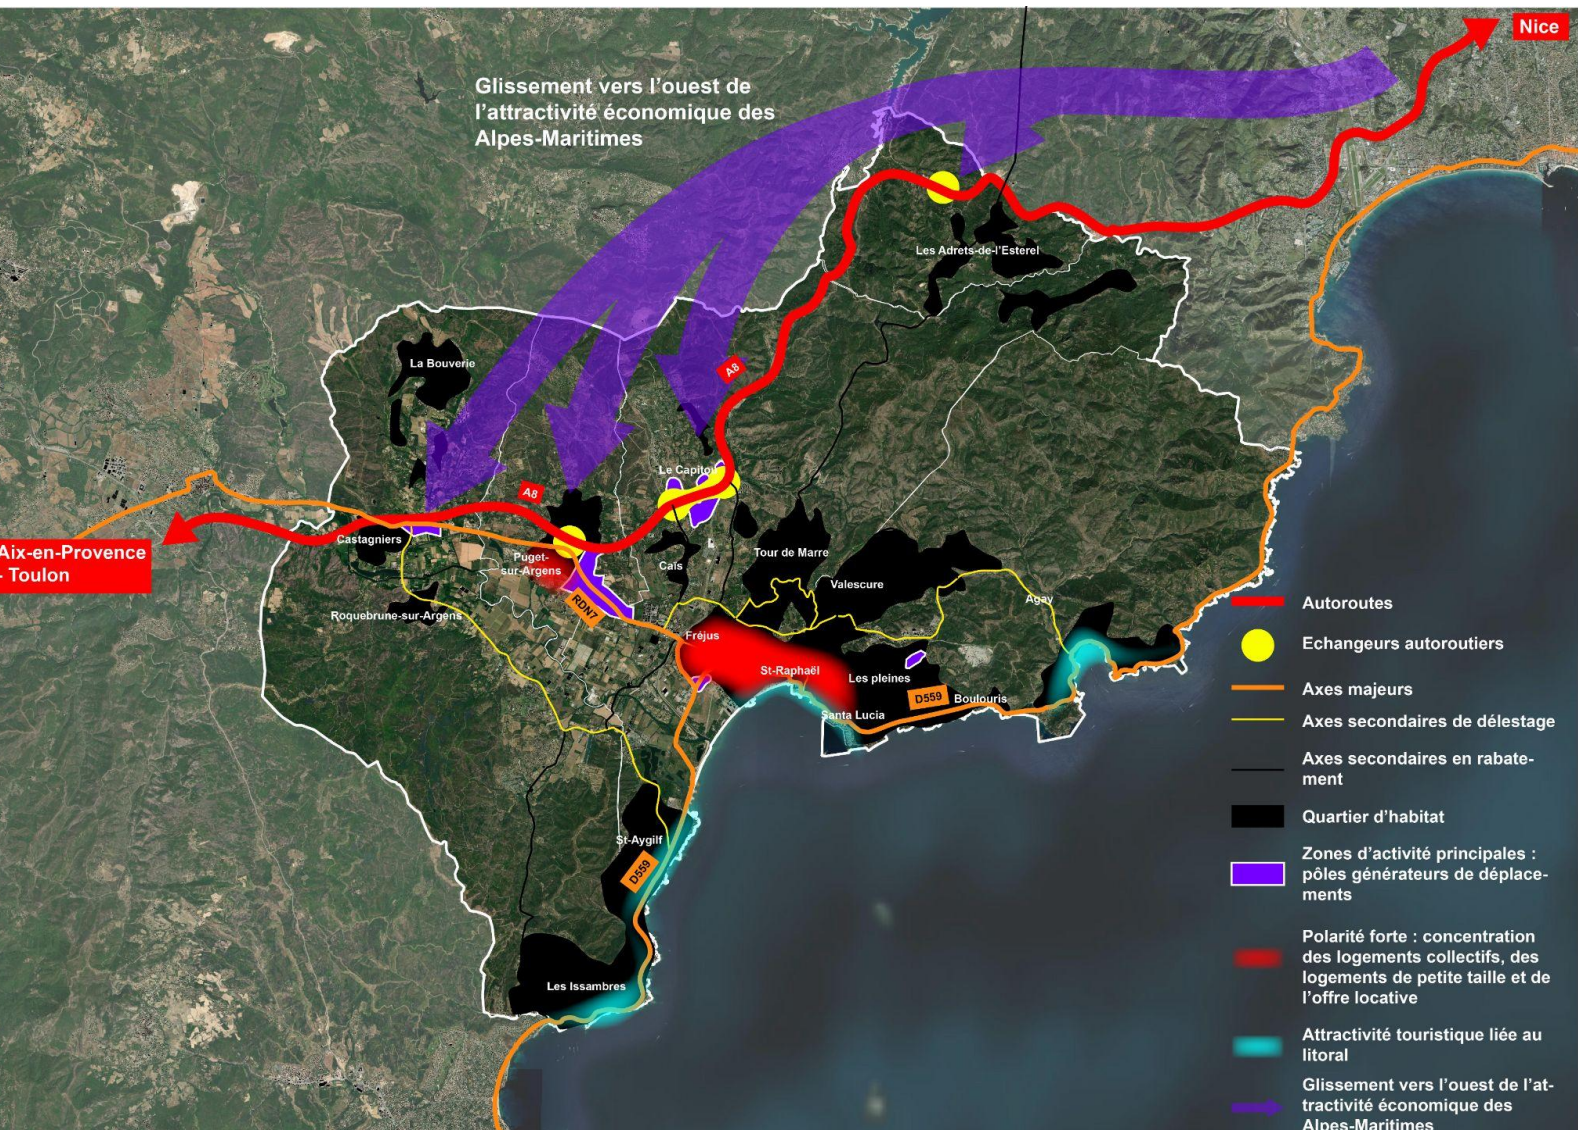 Nice
Glissement vers l'ouest de
l'attractivité économique des
Alpes-Maritimes
Les Adrets-de-l'Esterel
La Bouverie
A8
Le Capitou
A8
Castagniers
Aix-en-Provence
- Toulon
Puget-
sur-Argens
Caïs
Tour de Marre
Valescure
Roquebrune-sur-Argens
RDN7
Agay
Fréjus
St-Raphaël
Les pleines
D559
Boulouris
Santa Lucia
St-Aygilf
D559
Les Issambres
Autoroutes
Echangeurs autoroutiers
Axes majeurs
Axes secondaires de délestage
Axes secondaires en rabate-
ment
Quartier d'habitat
Zones d'activité principales :
pôles générateurs de déplace-
ments
Polarité forte : concentration
des logements collectifs, des
logements de petite taille et de
l'offre locative
Attractivité touristique liée au
litoral
Glissement vers l'ouest de l'at-
tractivité économique des
Alpes-Maritimes